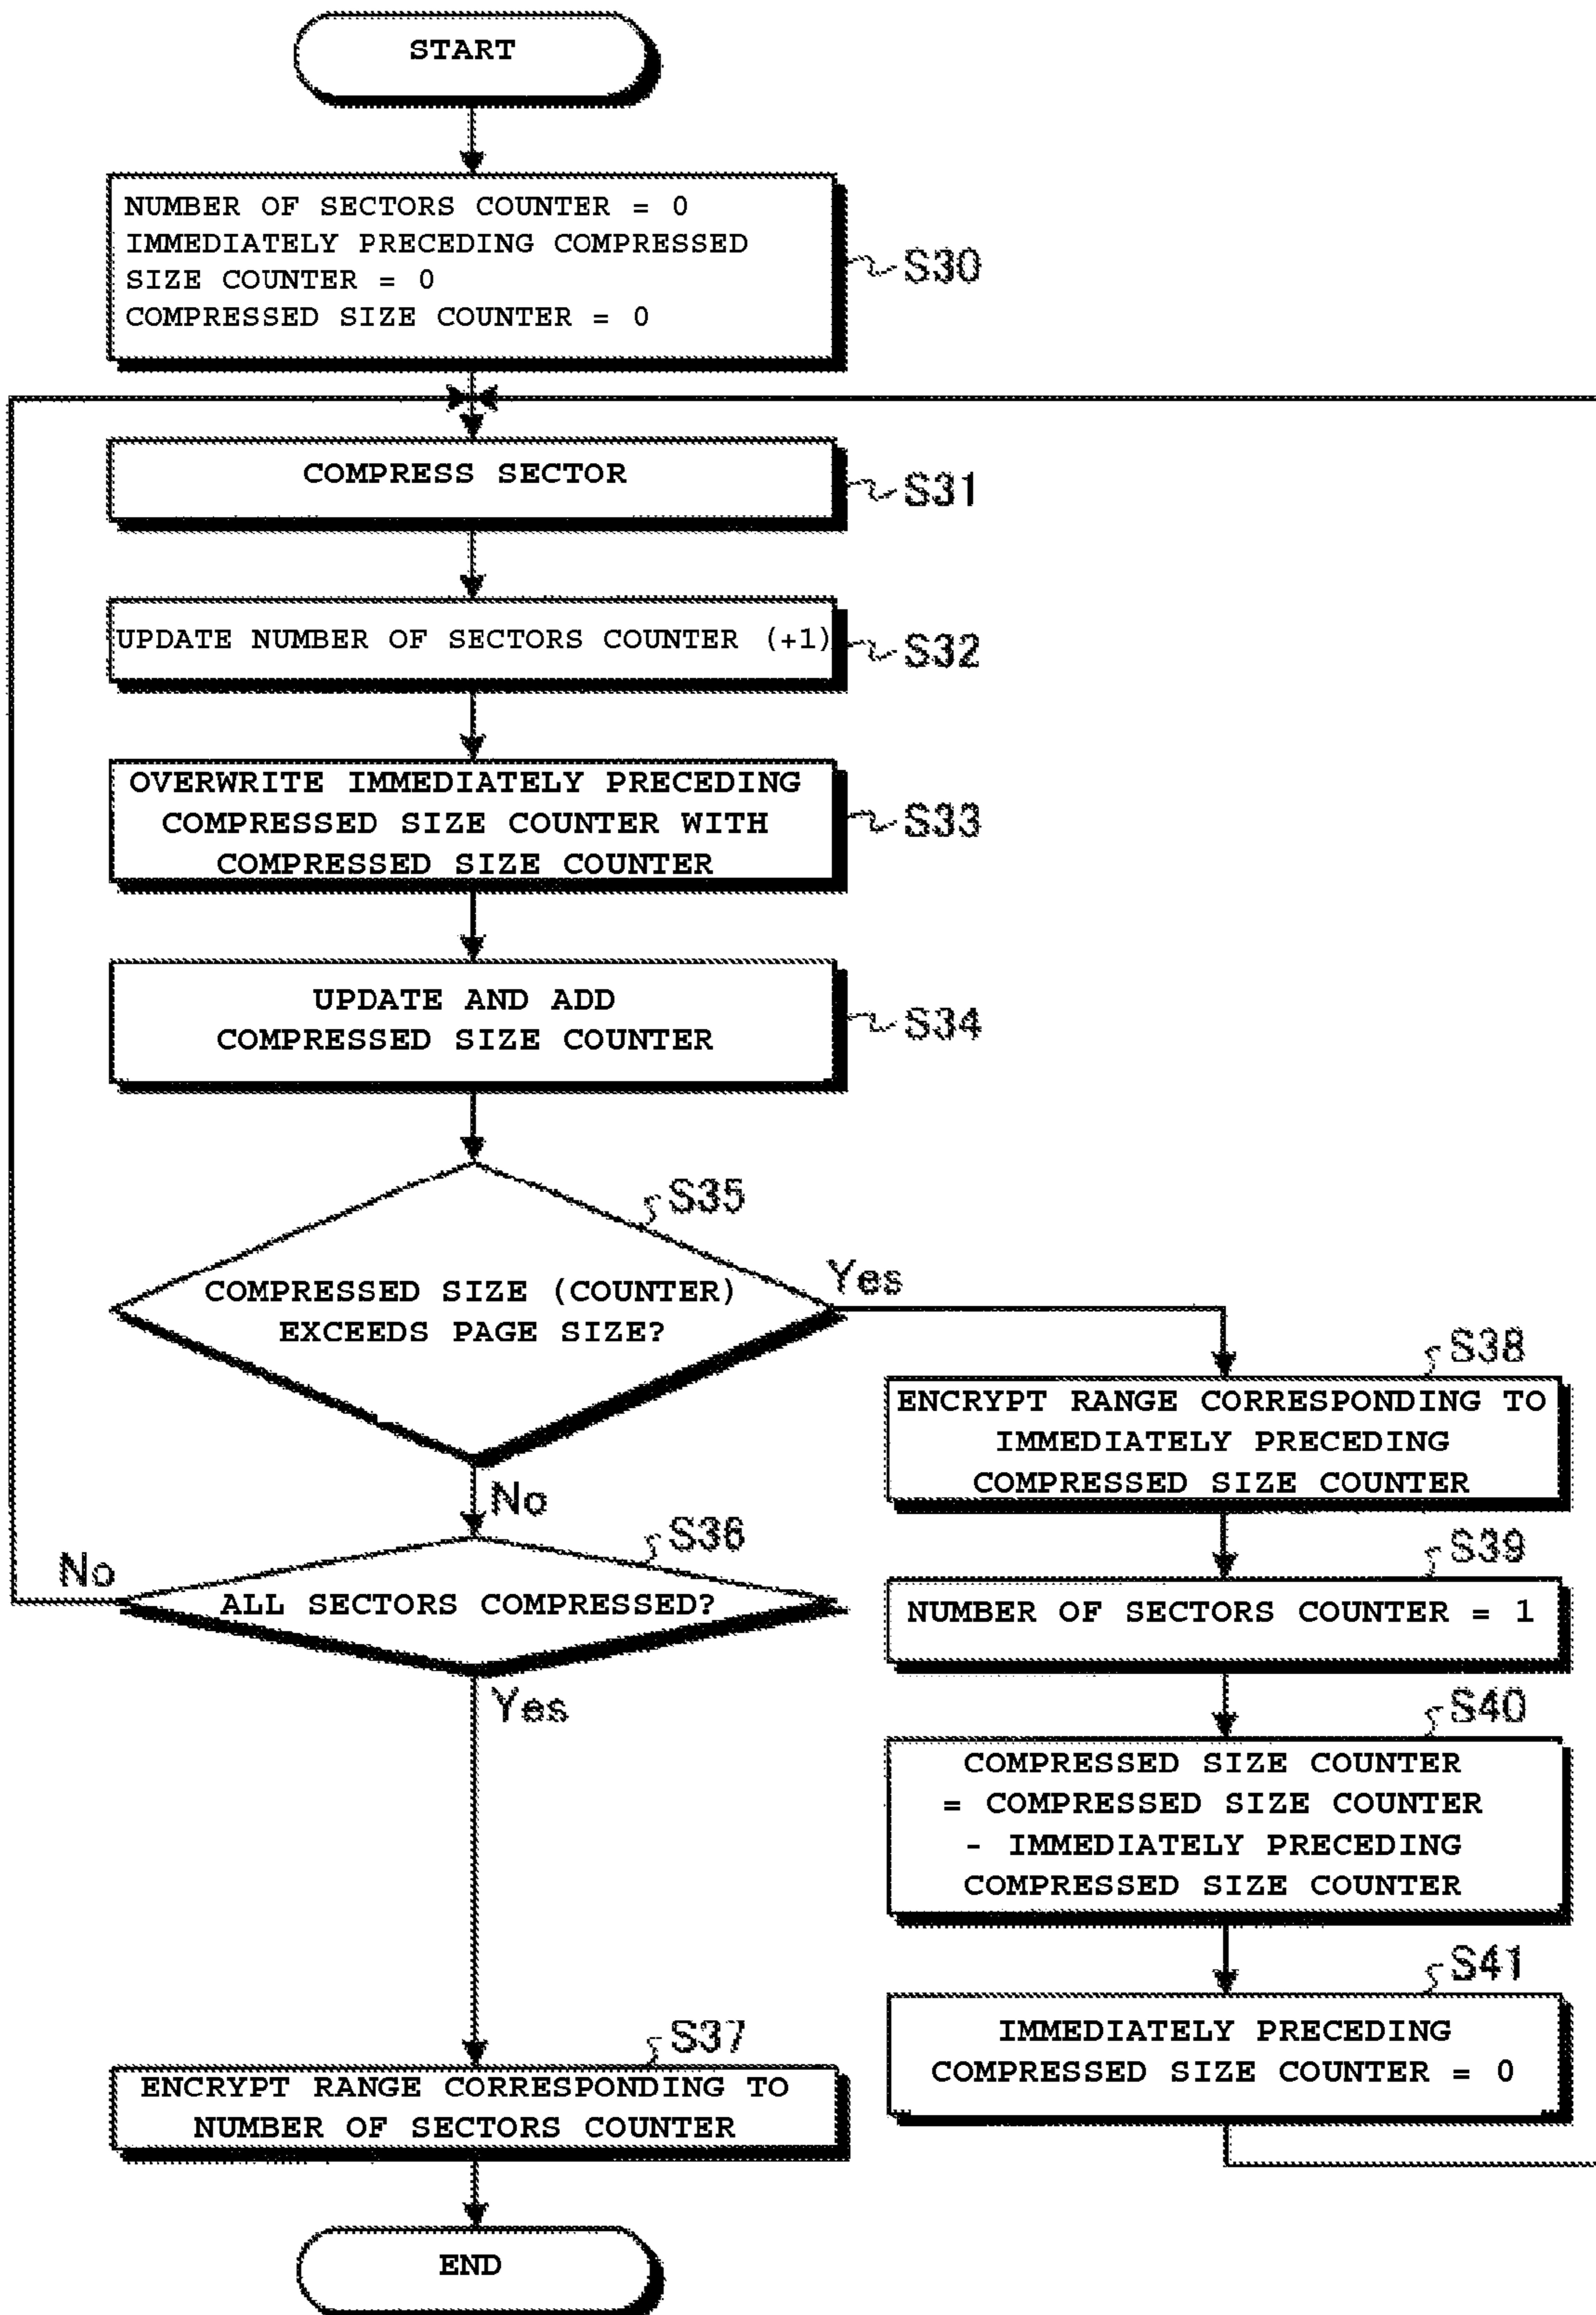 START
NUMBER OF SECTORS COUNTER = 0
IMMEDIATELY PRECEDING COMPRESSED
SIZE COUNTER = 0
COMPRESSED SIZE COUNTER = 0
S30
COMPRESS SECTOR
S31
UPDATE NUMBER OF SECTORS COUNTER (+1)
S32
OVERWRITE IMMEDIATELY PRECEDING
COMPRESSED SIZE COUNTER WITH
COMPRESSED SIZE COUNTER
S33
UPDATE AND ADD
COMPRESSED SIZE COUNTER
S34
S35
COMPRESSED SIZE (COUNTER)
EXCEEDS PAGE SIZE?
Yes
No
S36
ALL SECTORS COMPRESSED?
No
Yes
S37
ENCRYPT RANGE CORRESPONDING TO
NUMBER OF SECTORS COUNTER
END
S38
ENCRYPT RANGE CORRESPONDING TO
IMMEDIATELY PRECEDING
COMPRESSED SIZE COUNTER
S39
NUMBER OF SECTORS COUNTER = 1
S40
COMPRESSED SIZE COUNTER
= COMPRESSED SIZE COUNTER
- IMMEDIATELY PRECEDING
COMPRESSED SIZE COUNTER
S41
IMMEDIATELY PRECEDING
COMPRESSED SIZE COUNTER = 0